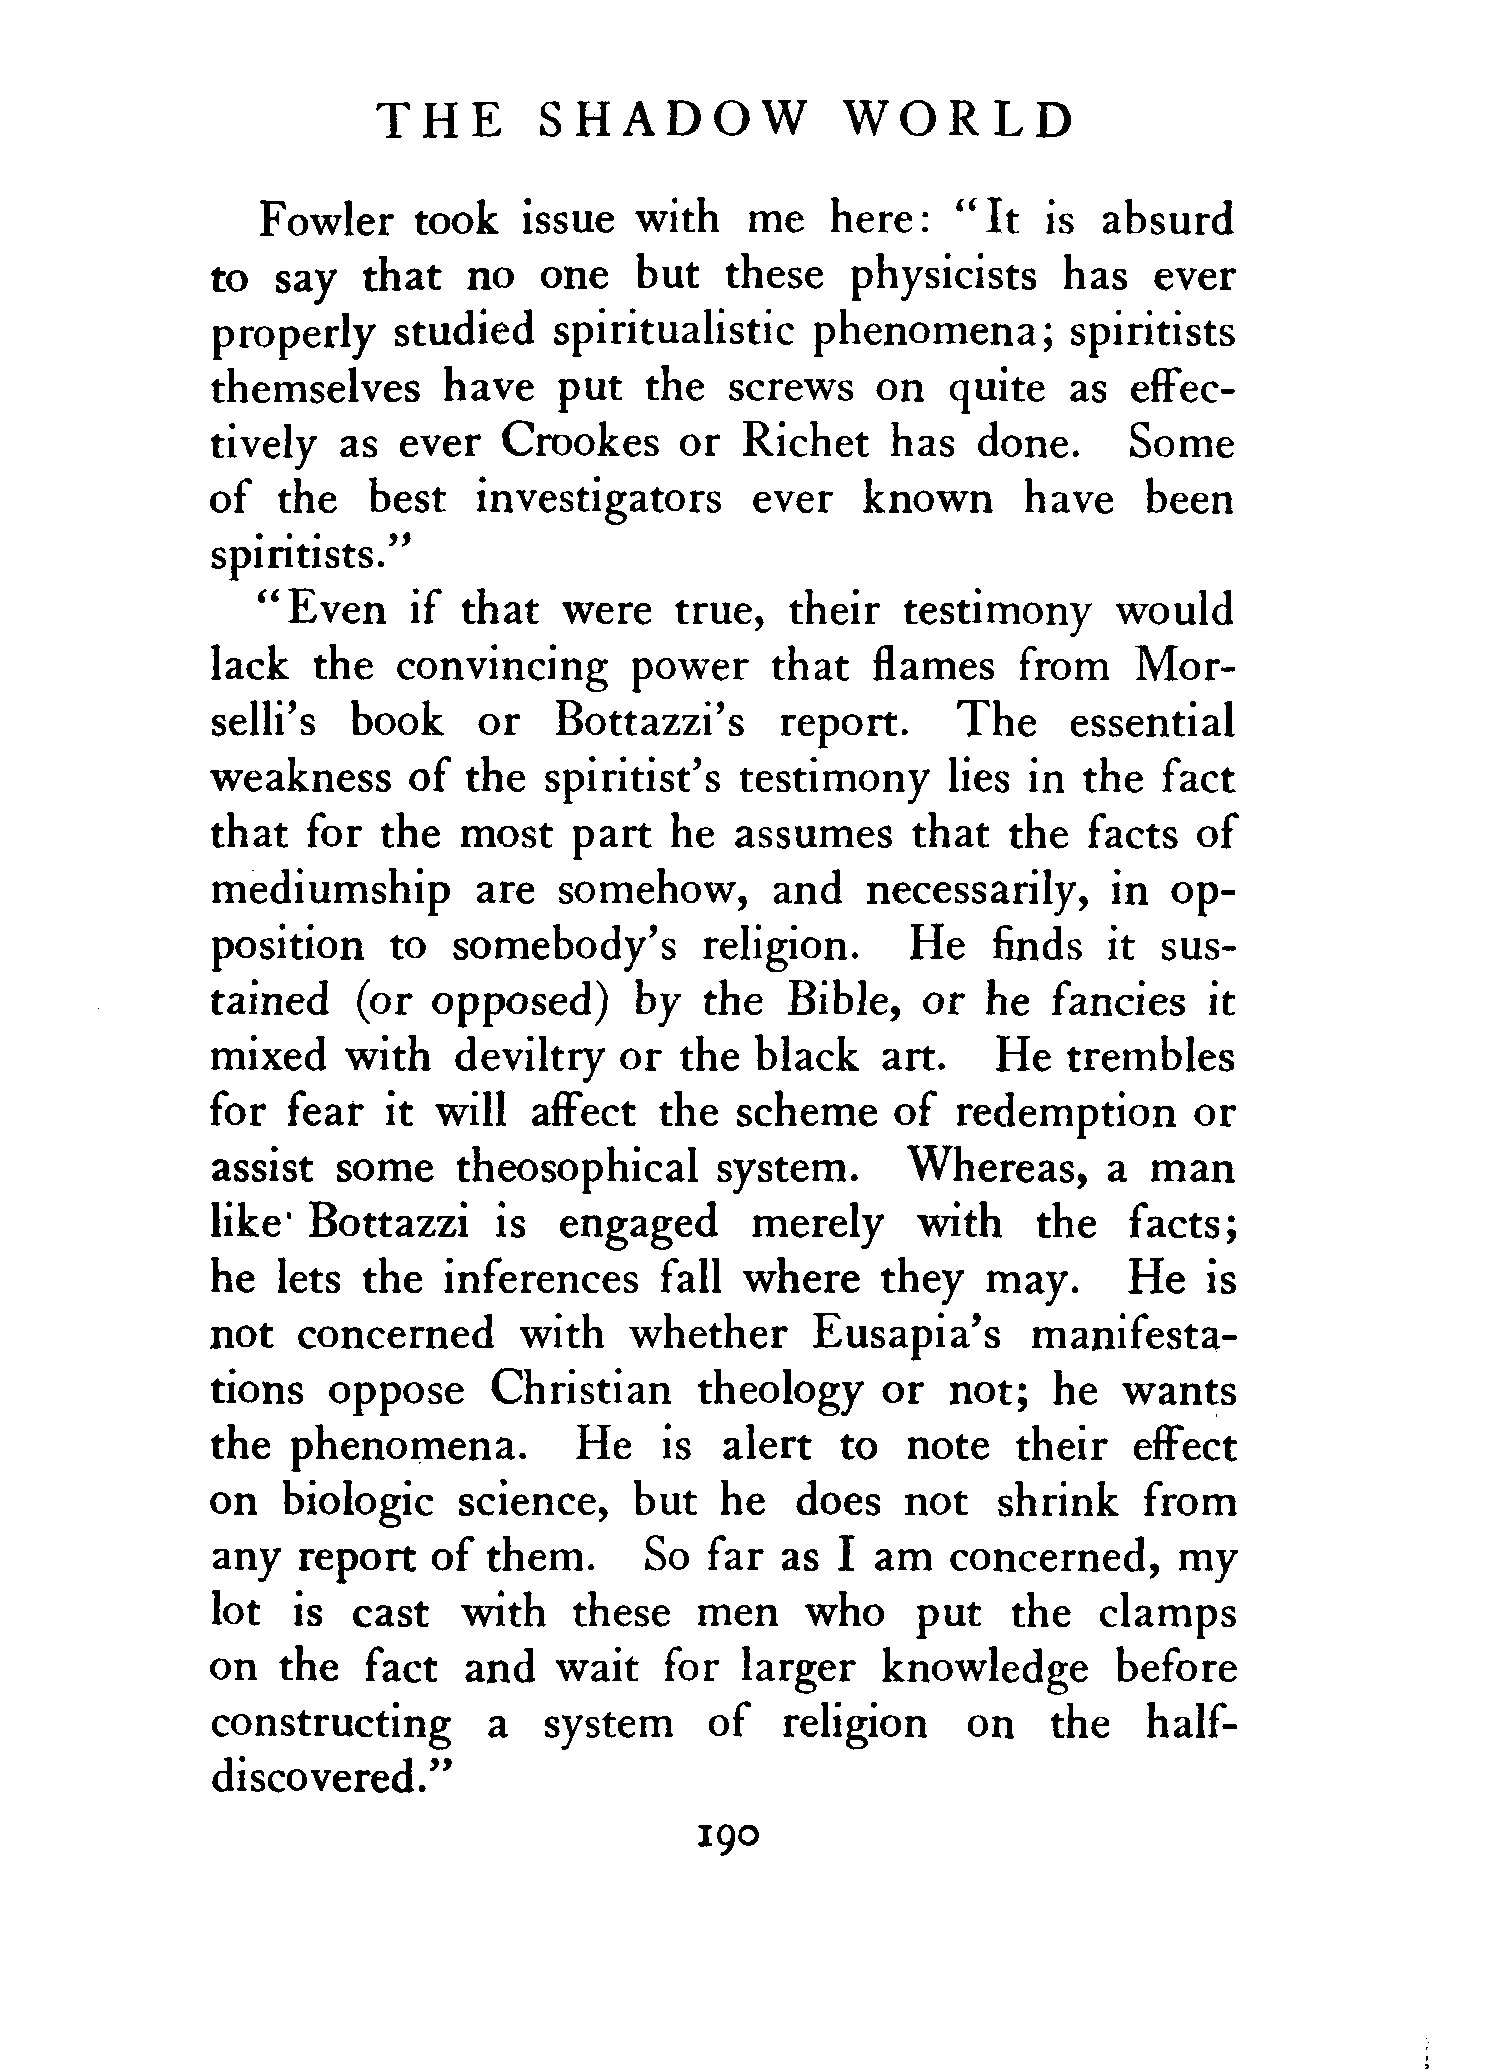 THE SHADOW WORLD
Fowler took issue with me here: "It is absurd
to say that no one but these physicists has ever
properly studied spiritualistic phenomena; spiritists
themselves have put the screws on quite as effec-
tively as ever Crookes or Richet has done. Some
of the best investigators ever known have been
spiritists."
"Even if that were true, their testimony would
lack the convincing power that flames from Mor-
selli's book or Bottazzi's report. The essential
weakness of the spiritist's testimony lies in the fact
that for the most part he assumes that the facts of
mediumship are somehow, and necessarily, in op-
position to somebody's religion. He finds it sus-
tained (or opposed) by the Bible, or he fancies it
mixed with deviltry or the black art. He trembles
for fear it will affect the scheme of redemption or
assist some theosophical system. Whereas, a man
like Bottazzi is engaged merely with the facts;
he lets the inferences fall where they may. He is
not concerned with whether Eusapia's manifesta-
tions oppose Christian theology or not; he wants
the phenomena. He is alert to note their effect
on biologic science, but he does not shrink from
any report of them. So far as I am concerned, my
lot is cast with these men who put the clamps
on the fact and wait for larger knowledge before
constructing a system of religion on the half-
discovered."
190